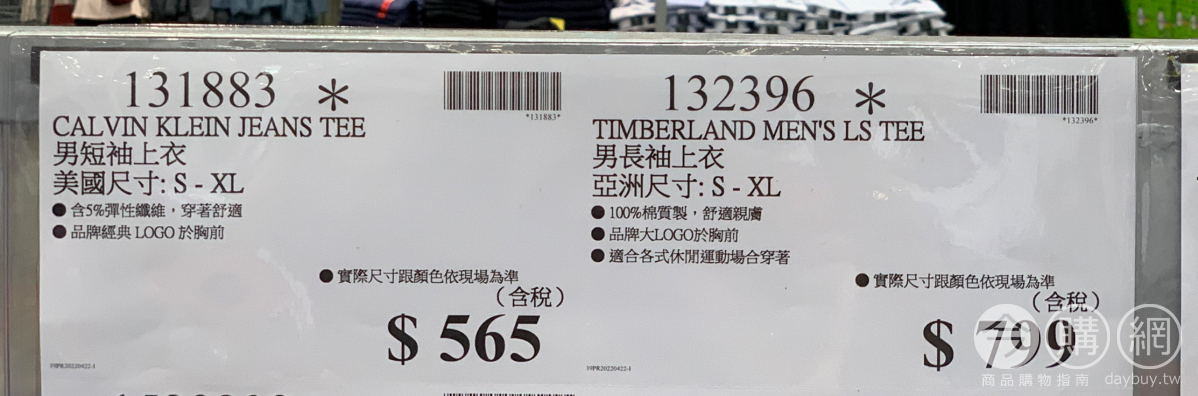 131883 *
*131883*
CALVIN KLEIN JEANS TEE
男短袖上衣
美國尺寸: S - XL
● 含5%彈性纖維，穿著舒適
● 品牌經典 LOGO 於胸前
● 實際尺寸跟顏色依現場為準
（含稅）
$ 565
19PR20220422-1
132396 *
*132396*
TIMBERLAND MEN'S LS TEE
男長袖上衣
亞洲尺寸: S - XL
● 100%棉質製，舒適親膚
● 品牌大LOGO於胸前
● 適合各式休閒運動場合穿著
● 實際尺寸跟顏色依現場為準
（含稅）
$ 799
19PR20220422-1
購網
商品購物指南 daybuy.tw